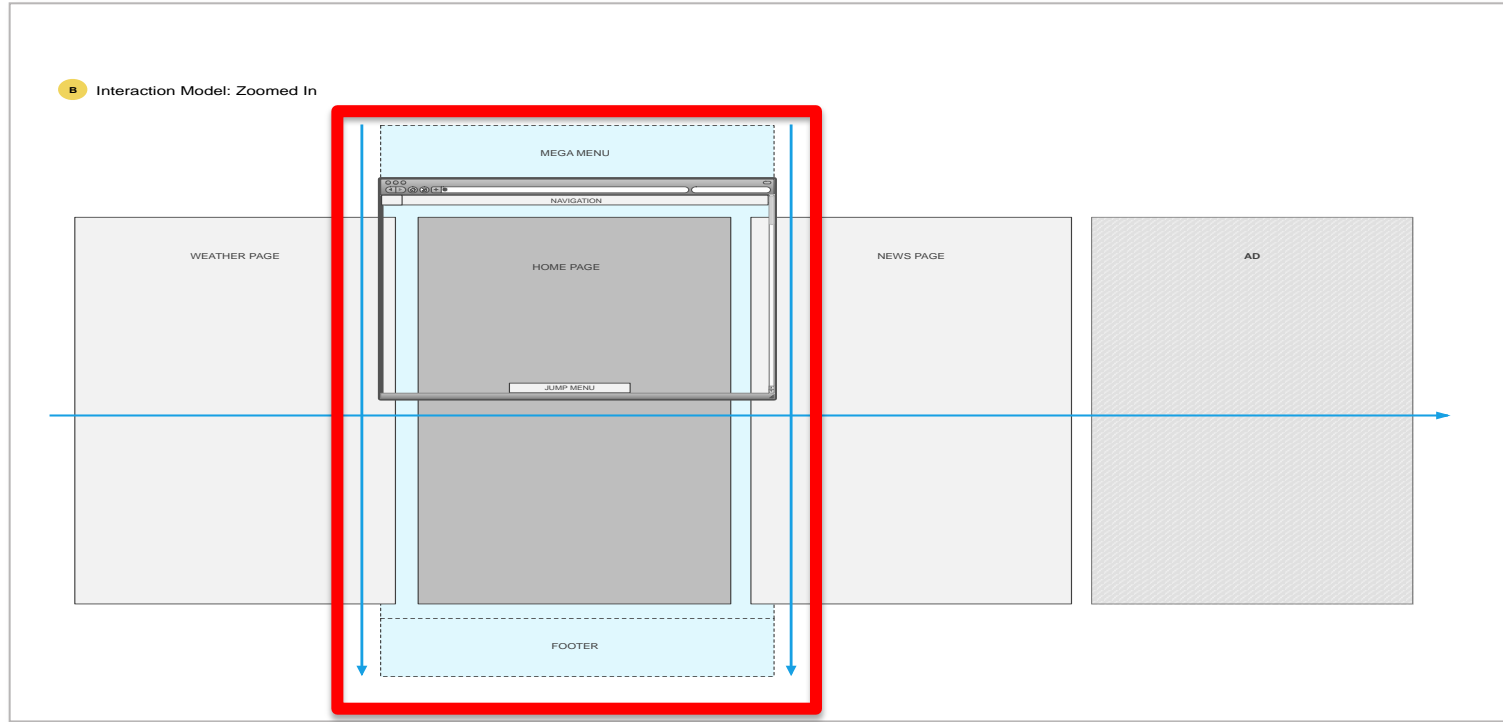 B Interaction Model: Zoomed In
MEGA MENU
NAVIGATION
WEATHER PAGE
HOME PAGE
NEWS PAGE
AD
JUMP MENU
FOOTER